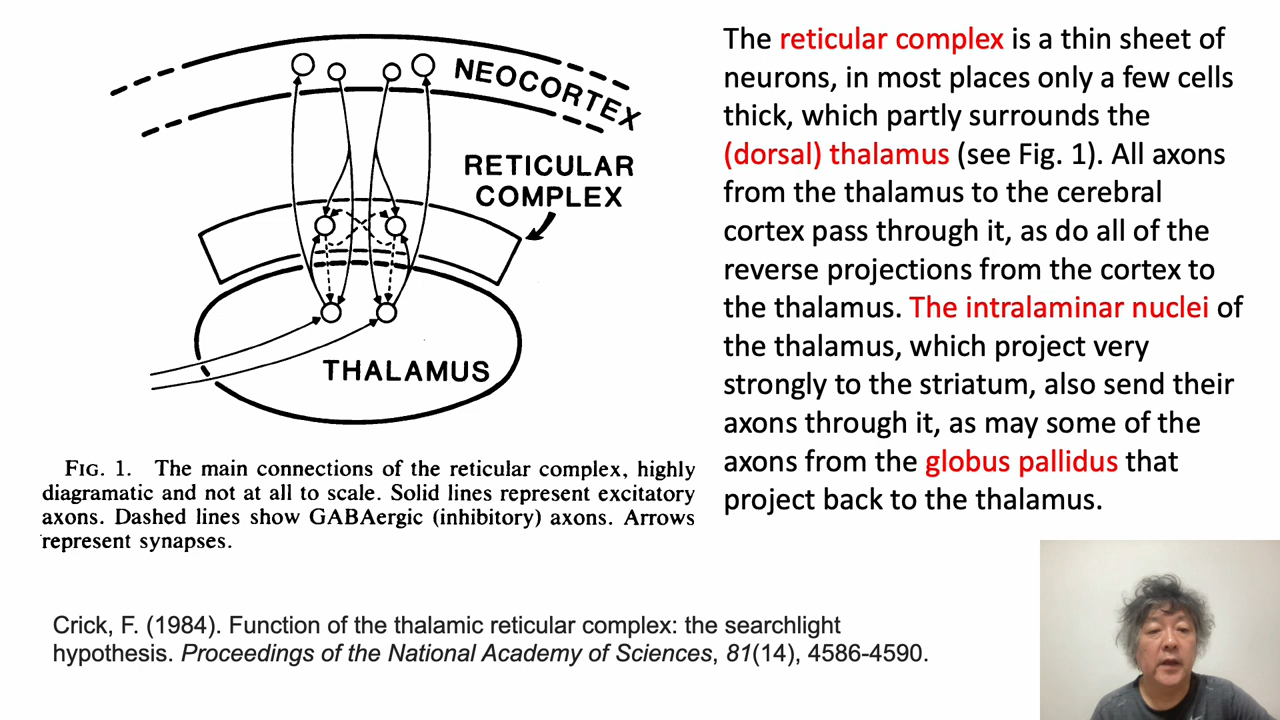 NEOCORTEX
RETICULAR
COMPLEX
THALAMUS
FIG. 1. The main connections of the reticular complex, highly
diagramatic and not at all to scale. Solid lines represent excitatory
axons. Dashed lines show GABAergic (inhibitory) axons. Arrows
represent synapses.
The reticular complex is a thin sheet of
neurons, in most places only a few cells
thick, which partly surrounds the
(dorsal) thalamus (see Fig. 1). All axons
from the thalamus to the cerebral
cortex pass through it, as do all of the
reverse projections from the cortex to
the thalamus. The intralaminar nuclei of
the thalamus, which project very
strongly to the striatum, also send their
axons through it, as may some of the
axons from the globus pallidus that
project back to the thalamus.
Crick, F. (1984). Function of the thalamic reticular complex: the searchlight
hypothesis. Proceedings of the National Academy of Sciences, 81(14), 4586-4590.